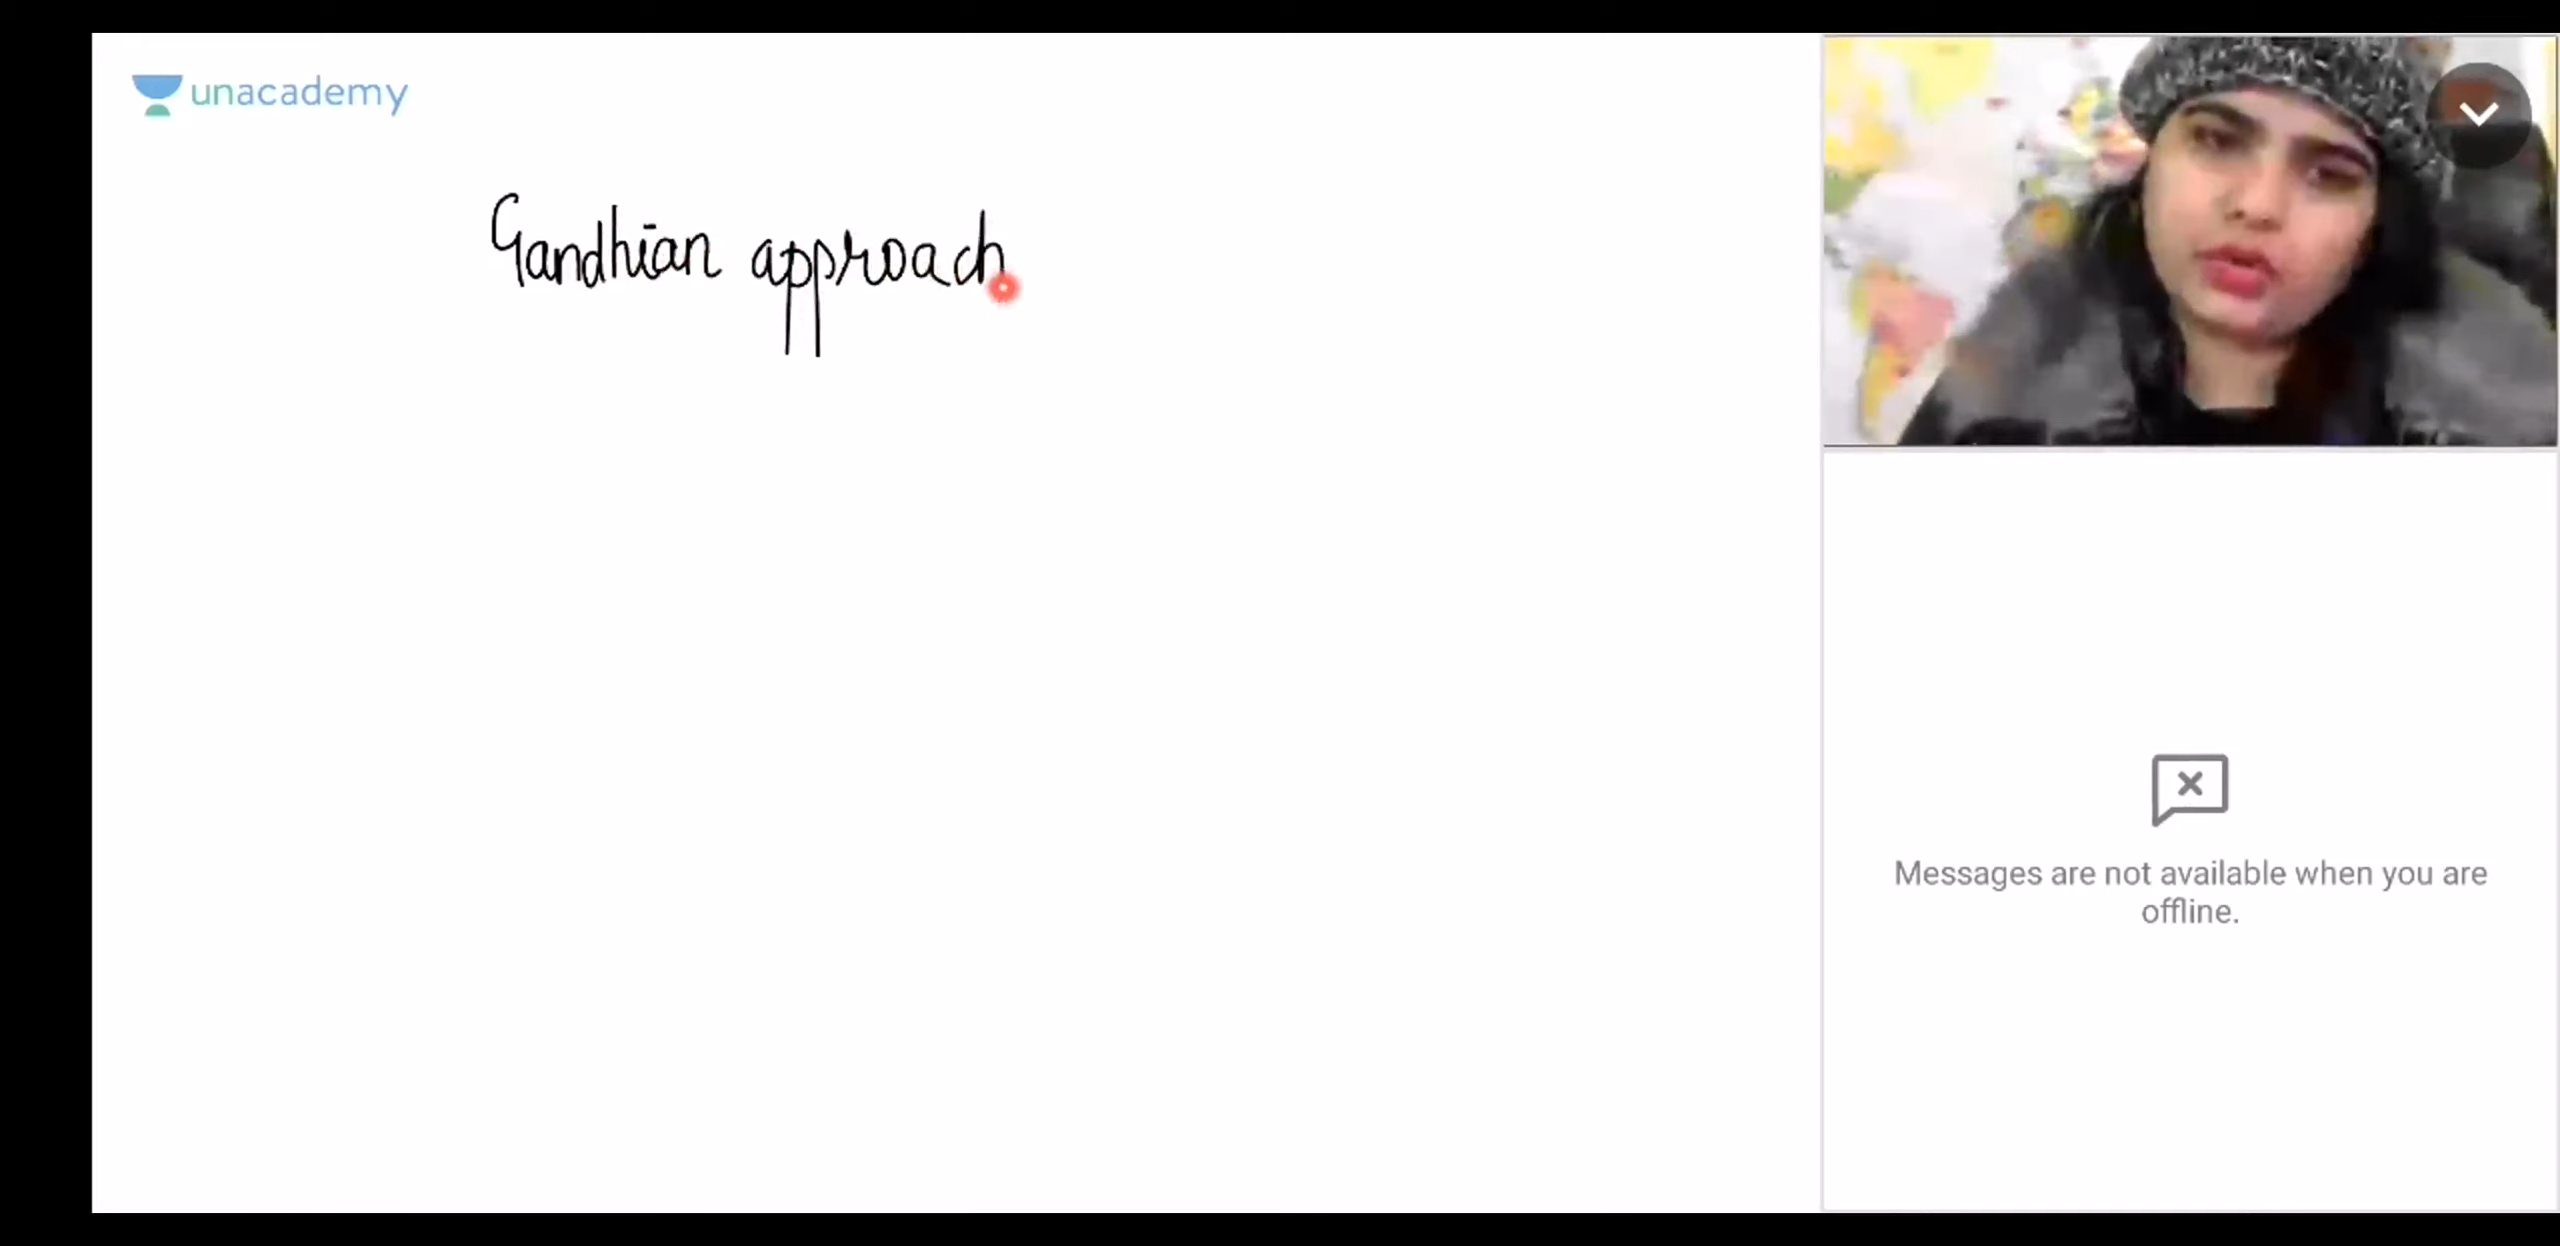 unacademy
Gandhian approach
Messages are not available when you are
offline.